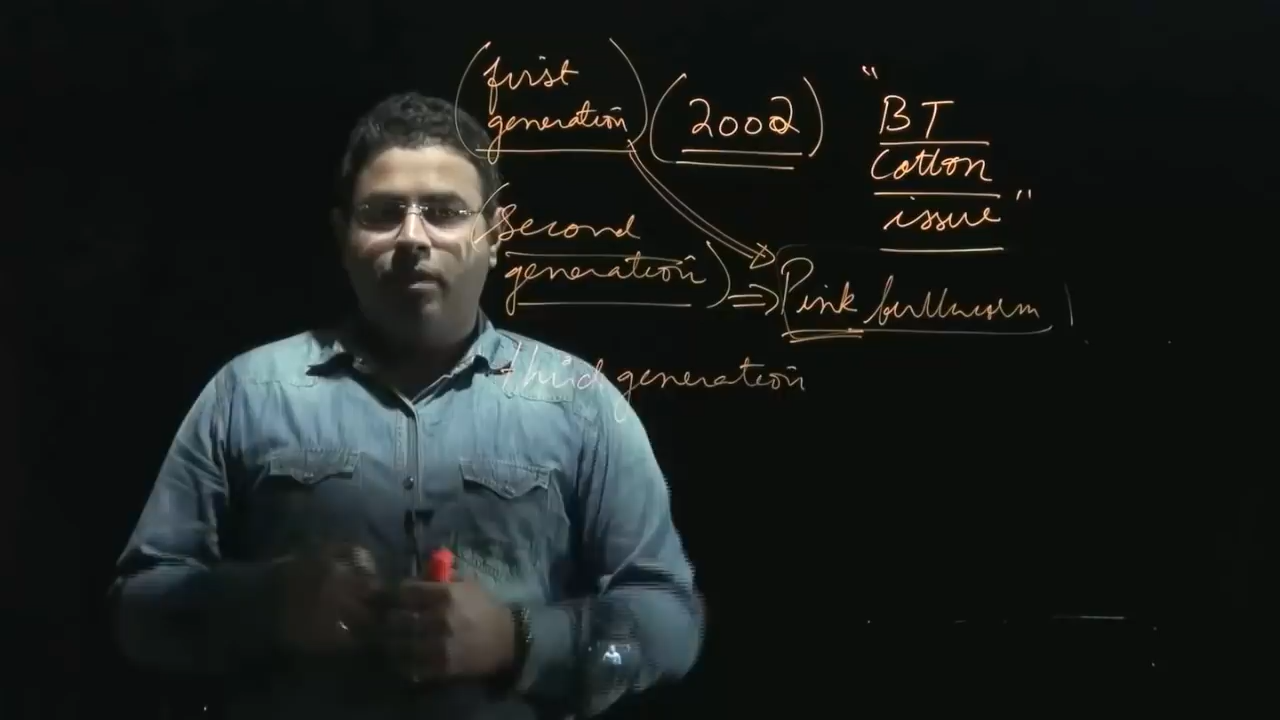 (first
generation)
(2002)
"BT
Cotton
issue"
(Second
generation) ⇒ Pink bollworm
third generation